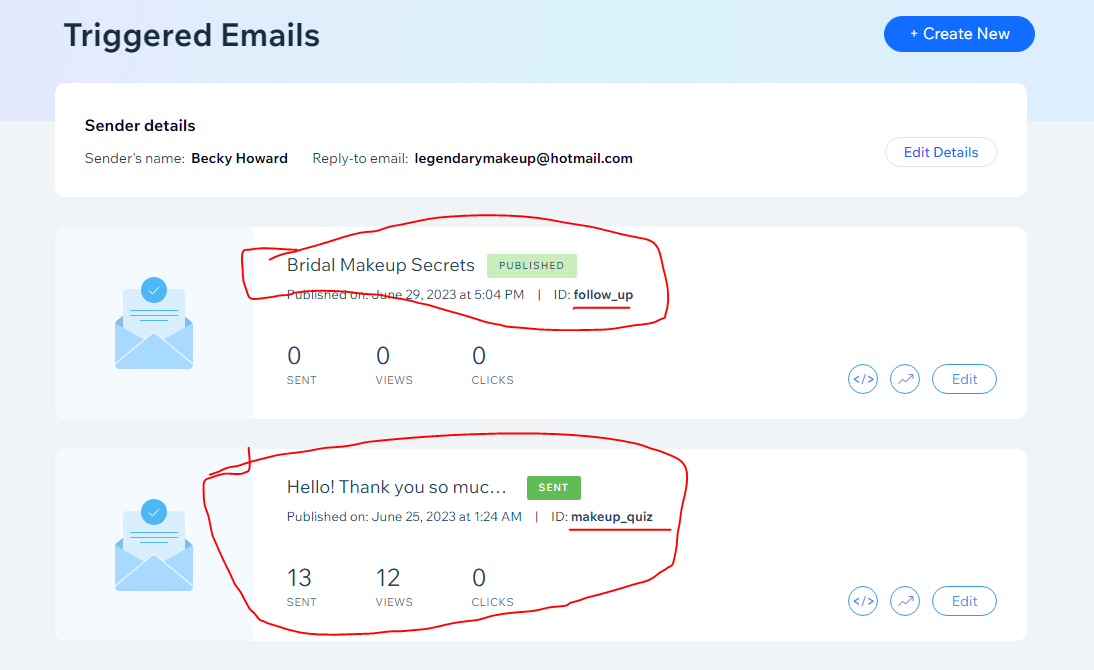 Triggered Emails
+ Create New
Sender details
Sender's name: Becky Howard Reply-to email: legendarymakeup@hotmail.com
Edit Details
Bridal Makeup Secrets PUBLISHED
Published on: June 29, 2023 at 5:04 PM | ID: follow_up
0 0 0
SENT VIEWS CLICKS
</> Edit
Hello! Thank you so muc... SENT
Published on: June 25, 2023 at 1:24 AM | ID: makeup_quiz
13 12 0
SENT VIEWS CLICKS
</> Edit